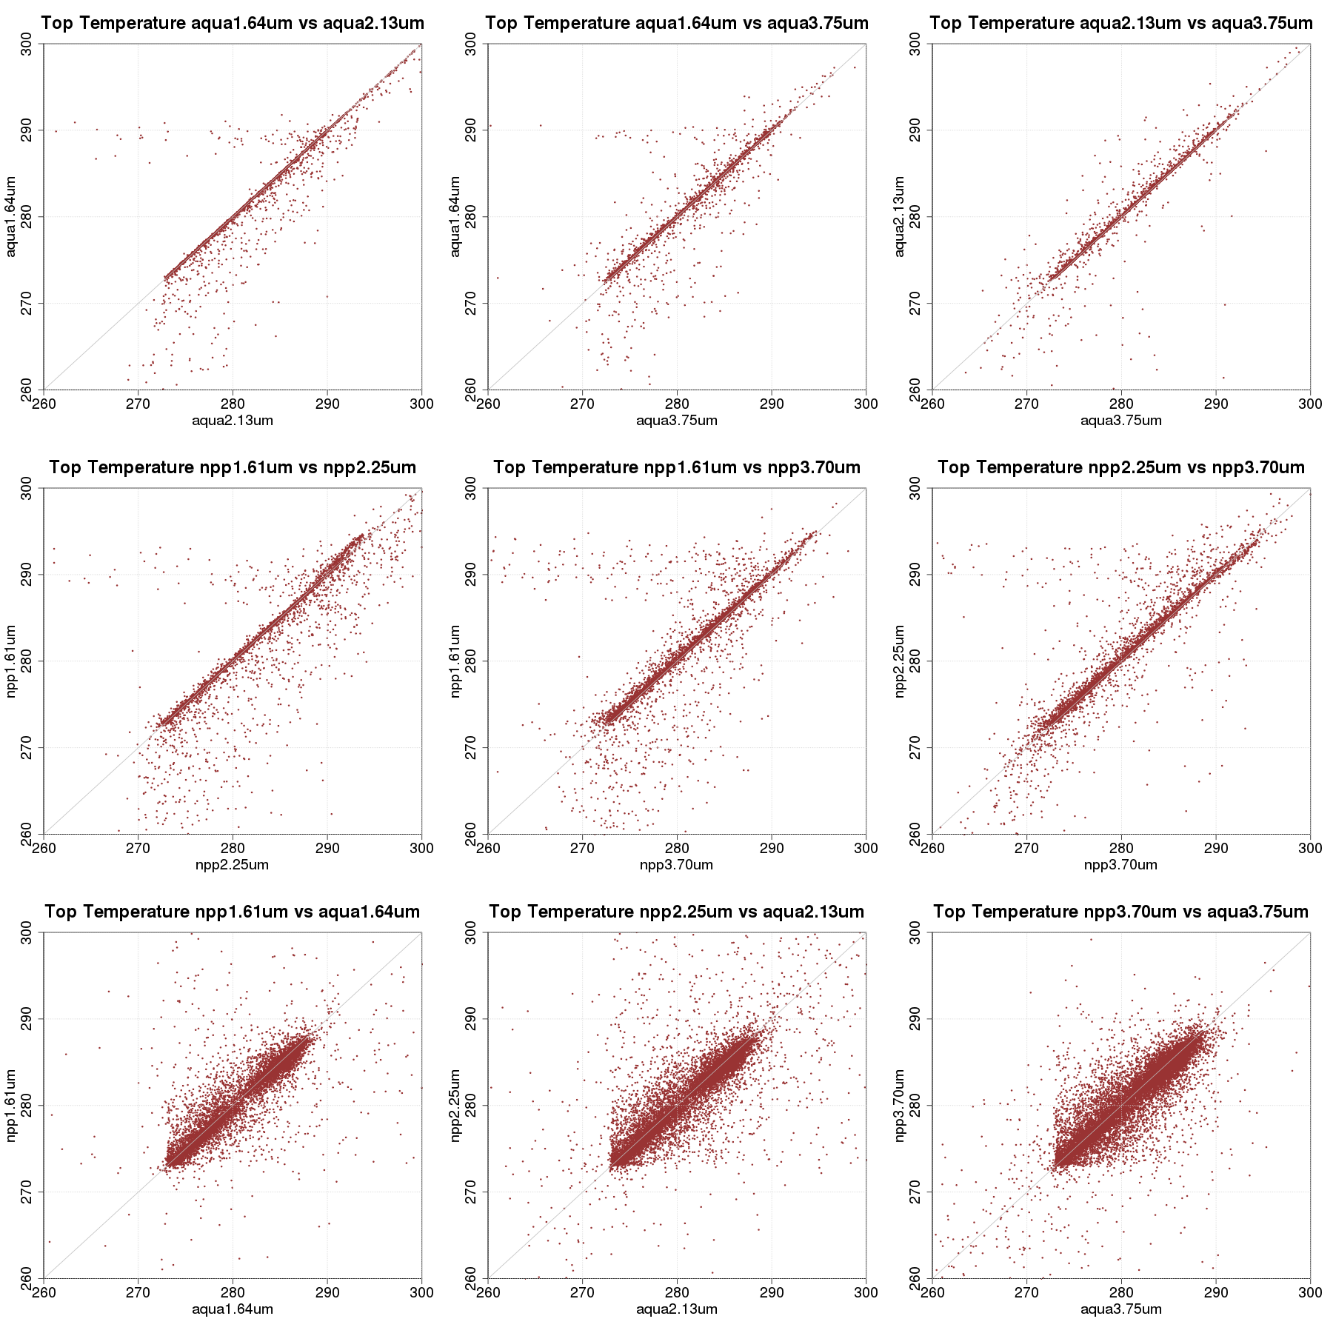 Top Temperature aqua1.64um vs aqua2.13um
300
290
280
270
260
aqua1.64um
260 270 280 290 300
aqua2.13um
Top Temperature aqua1.64um vs aqua3.75um
300
290
280
270
260
aqua1.64um
260 270 280 290 300
aqua3.75um
Top Temperature aqua2.13um vs aqua3.75um
300
290
280
270
260
aqua2.13um
260 270 280 290 300
aqua3.75um
Top Temperature npp1.61um vs npp2.25um
300
290
280
270
260
npp1.61um
260 270 280 290 300
npp2.25um
Top Temperature npp1.61um vs npp3.70um
300
290
280
270
260
npp1.61um
260 270 280 290 300
npp3.70um
Top Temperature npp2.25um vs npp3.70um
300
290
280
270
260
npp2.25um
260 270 280 290 300
npp3.70um
Top Temperature npp1.61um vs aqua1.64um
300
290
280
270
260
npp1.61um
260 270 280 290 300
aqua1.64um
Top Temperature npp2.25um vs aqua2.13um
300
290
280
270
260
npp2.25um
260 270 280 290 300
aqua2.13um
Top Temperature npp3.70um vs aqua3.75um
300
290
280
270
260
npp3.70um
260 270 280 290 300
aqua3.75um